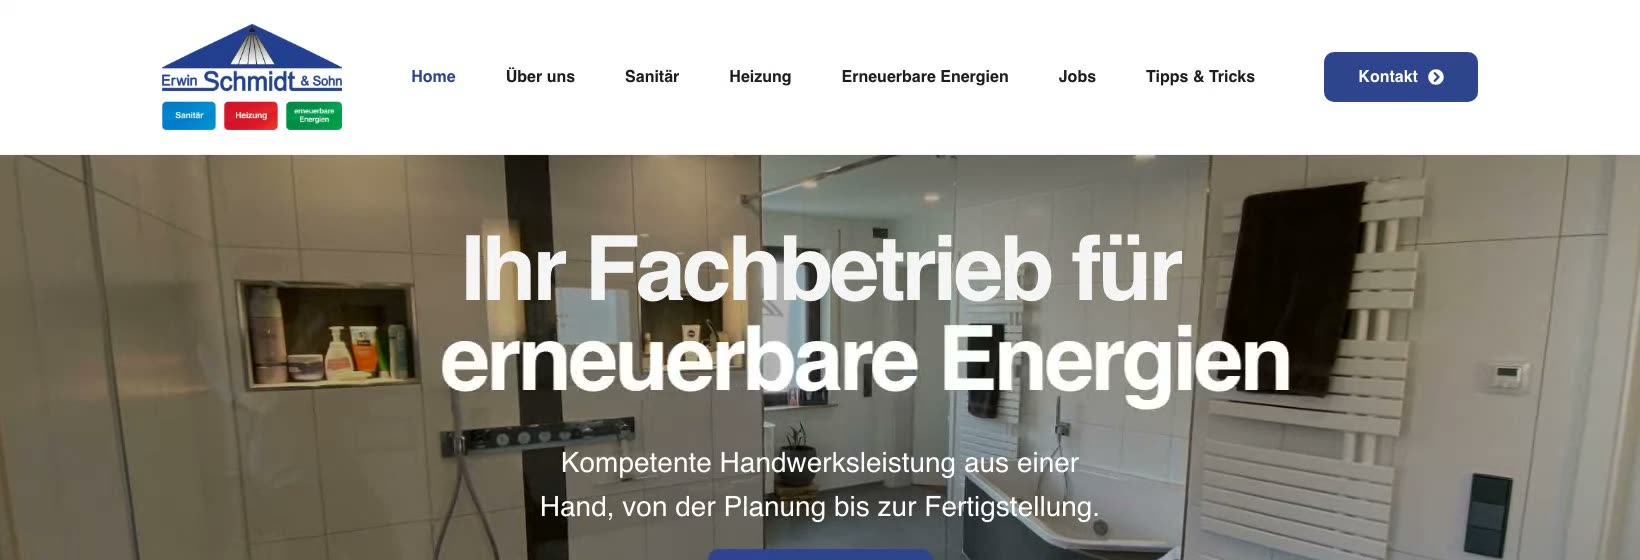 Erwin Schmidt & Sohn
Sanitär
Heizung
erneuerbare
Energien
Home
Über uns
Sanitär
Heizung
Erneuerbare Energien
Jobs
Tipps & Tricks
Kontakt
Ihr Fachbetrieb für
erneuerbare Energien
Kompetente Handwerksleistung aus einer
Hand, von der Planung bis zur Fertigstellung.